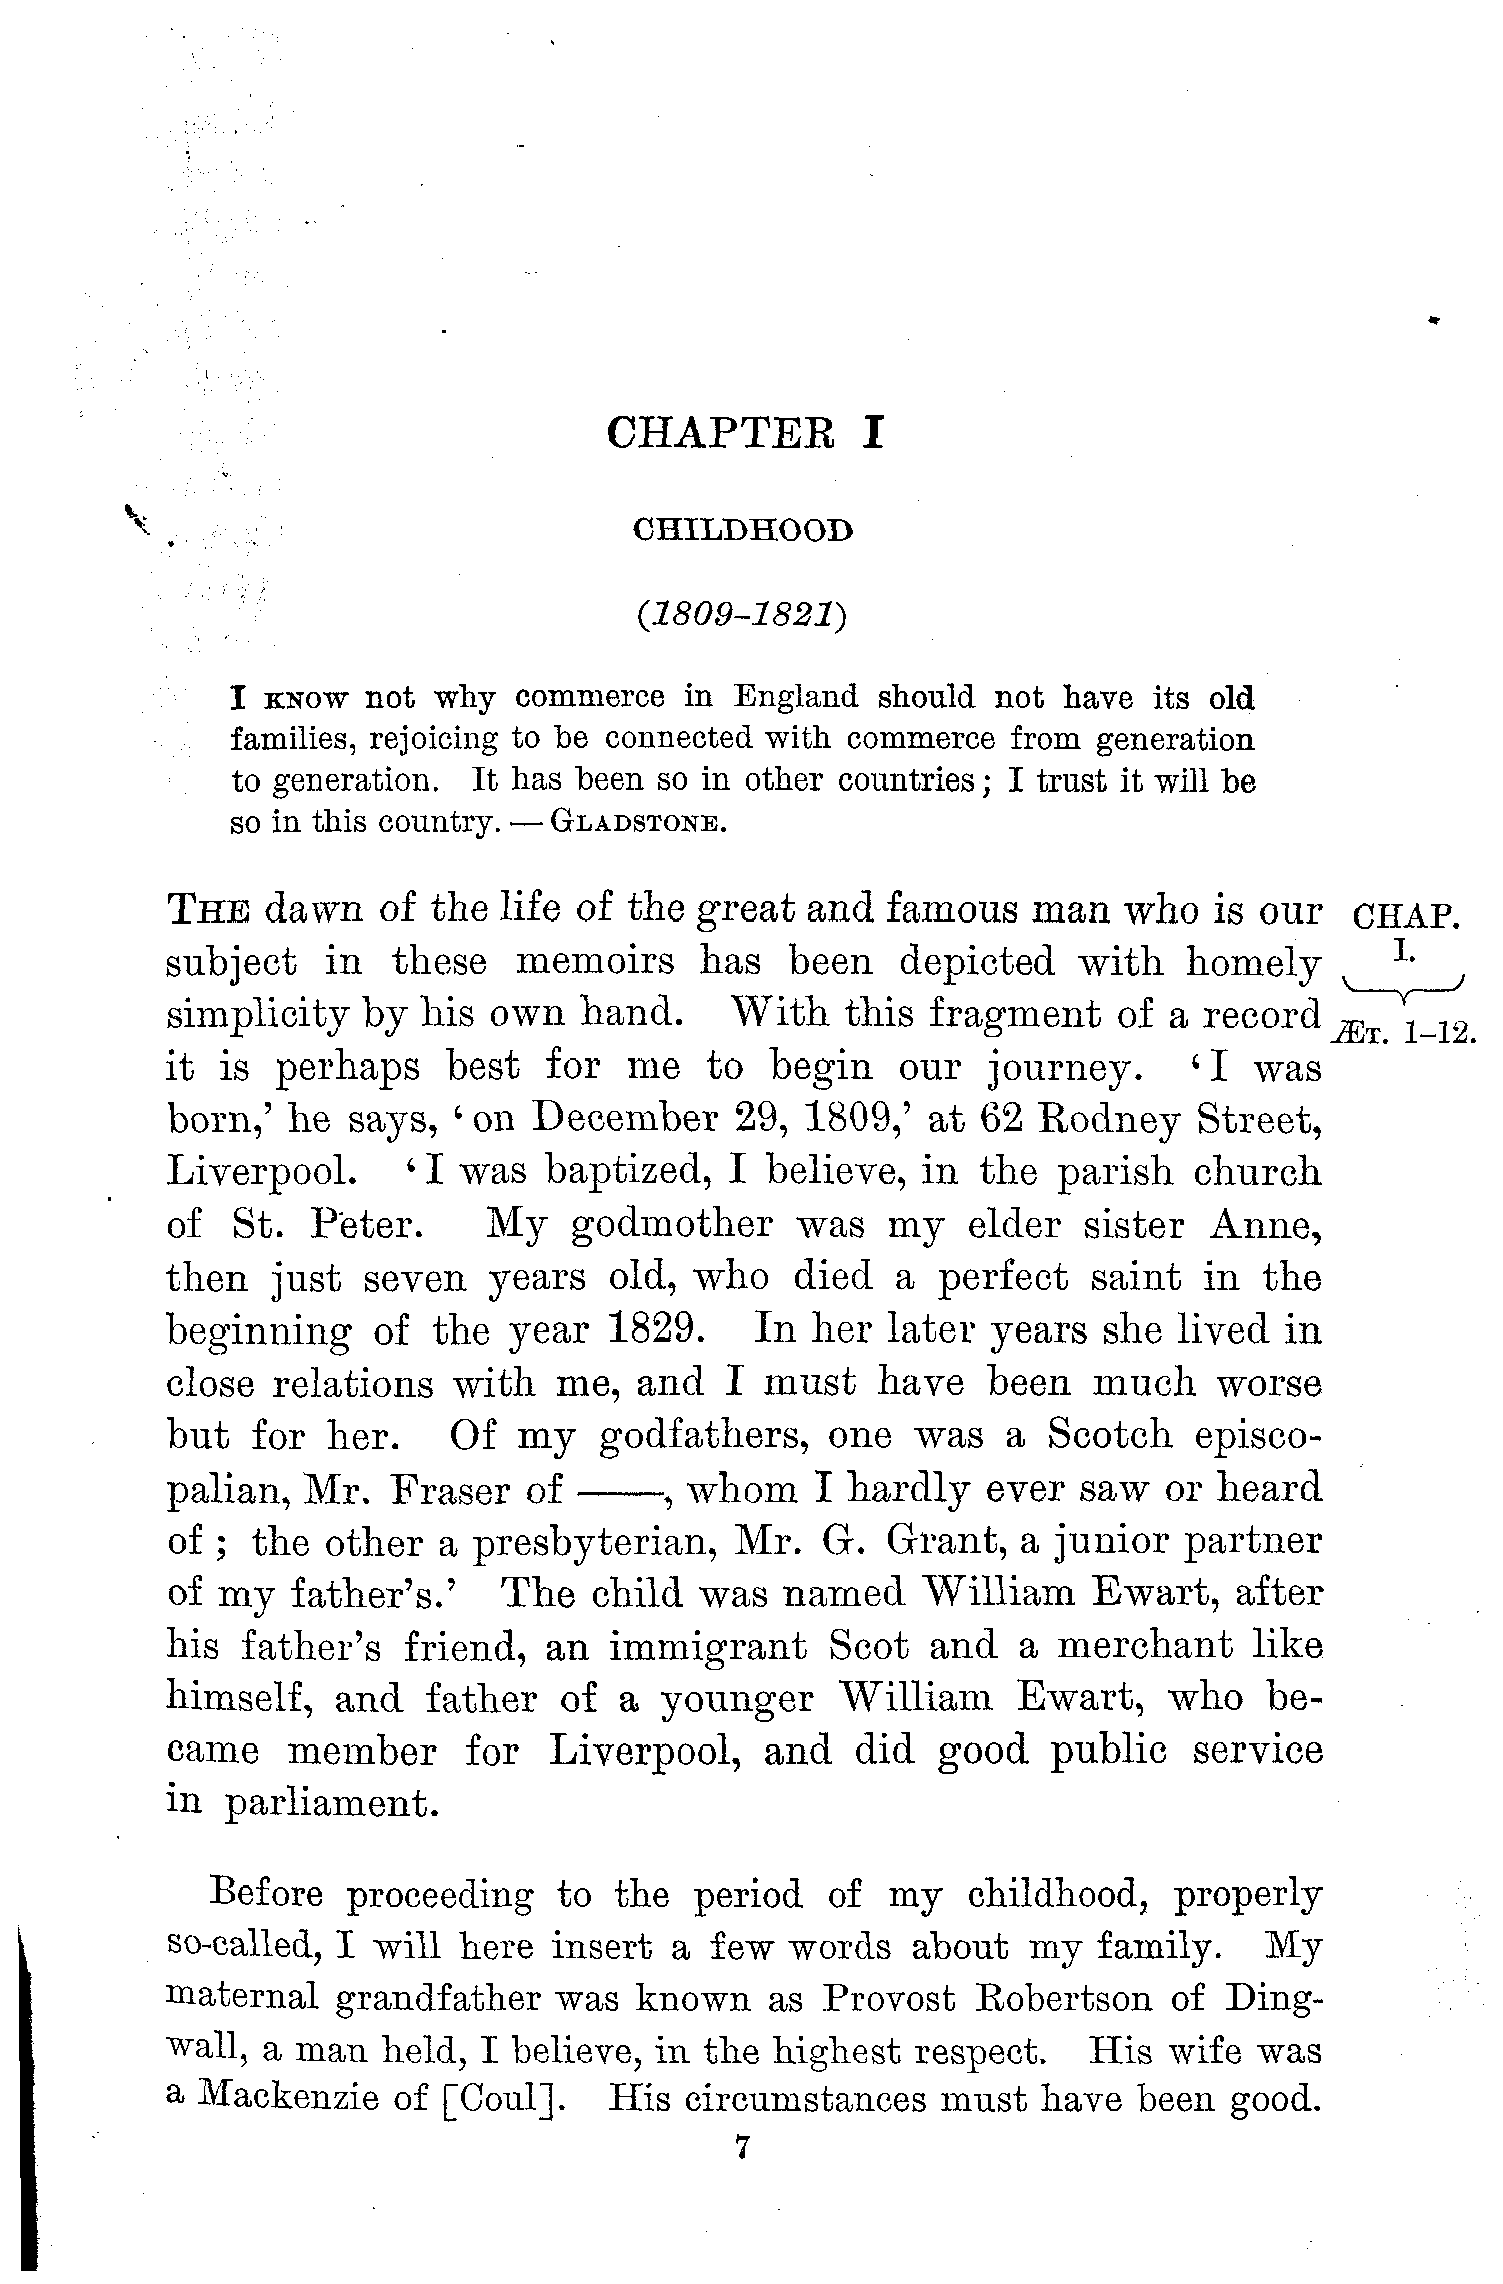 CHAPTER I
CHILDHOOD
(1809–1821)
I KNOW not why commerce in England should not have its old
families, rejoicing to be connected with commerce from generation
to generation. It has been so in other countries; I trust it will be
so in this country. — GLADSTONE.
THE dawn of the life of the great and famous man who is our
subject in these memoirs has been depicted with homely
simplicity by his own hand. With this fragment of a record
it is perhaps best for me to begin our journey. ‘I was
born,’ he says, ‘on December 29, 1809,’ at 62 Rodney Street,
Liverpool. ‘I was baptized, I believe, in the parish church
of St. Peter. My godmother was my elder sister Anne,
then just seven years old, who died a perfect saint in the
beginning of the year 1829. In her later years she lived in
close relations with me, and I must have been much worse
but for her. Of my godfathers, one was a Scotch episco-
palian, Mr. Fraser of ——, whom I hardly ever saw or heard
of; the other a presbyterian, Mr. G. Grant, a junior partner
of my father’s.’ The child was named William Ewart, after
his father’s friend, an immigrant Scot and a merchant like
himself, and father of a younger William Ewart, who be-
came member for Liverpool, and did good public service
in parliament.
Before proceeding to the period of my childhood, properly
so-called, I will here insert a few words about my family. My
maternal grandfather was known as Provost Robertson of Ding-
wall, a man held, I believe, in the highest respect. His wife was
a Mackenzie of [Coul]. His circumstances must have been good.
CHAP.
I.
ÆT. 1–12.
7